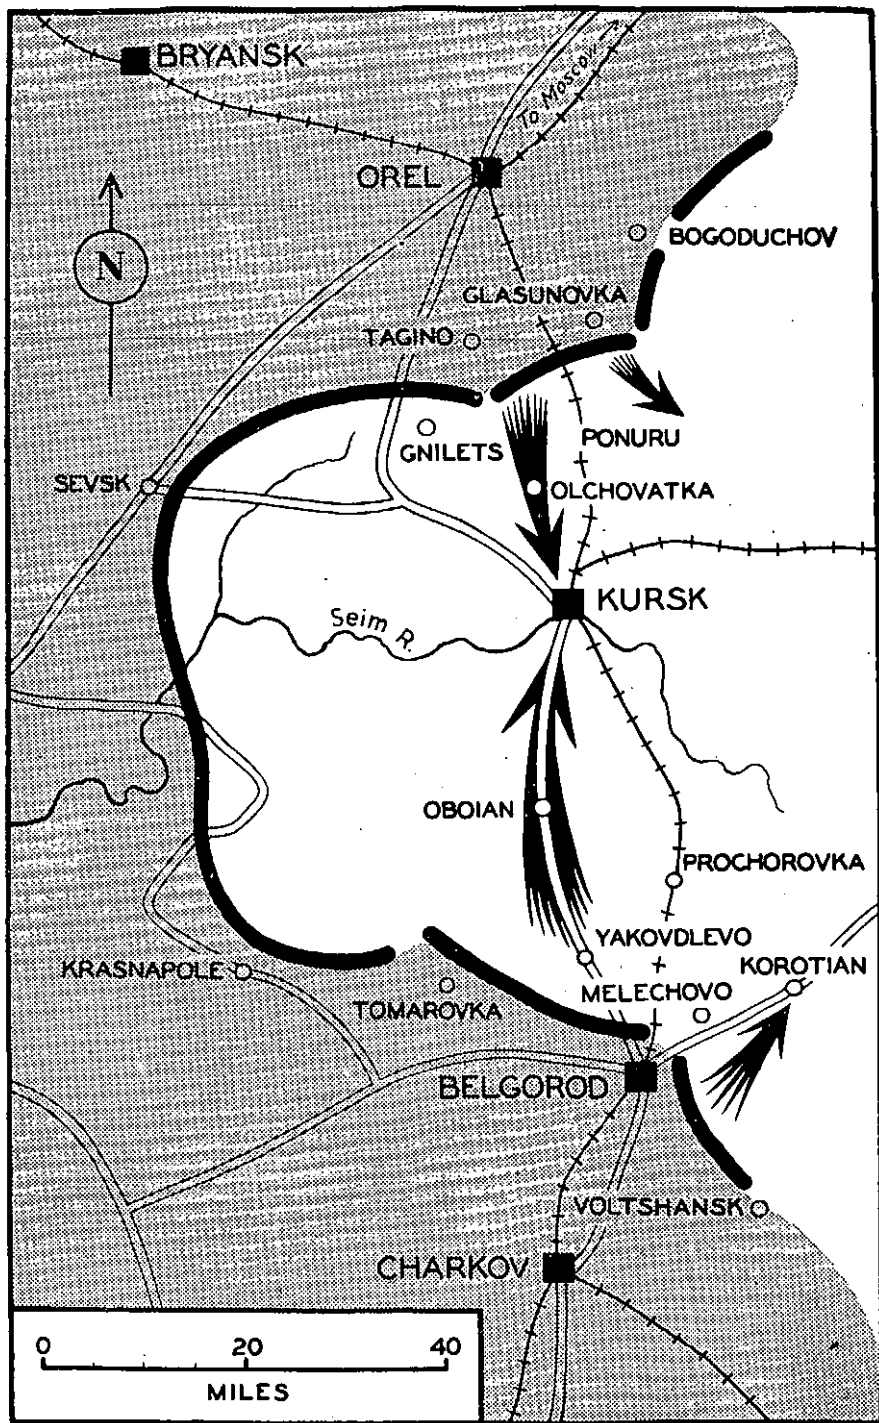 BRYANSK
To Moscow
OREL
N
BOGODUCHOV
GLASUNOVKA
TAGINO
GNILETS
PONURU
SEVSK
OLCHOVATKA
KURSK
Seim R.
OBOIAN
PROCHOROVKA
YAKOVDLEVO
KOROTIAN
KRASNAPOLE
MELECHOVO
TOMAROVKA
BELGOROD
VOLTSHANSK
CHARKOV
0 20 40
MILES